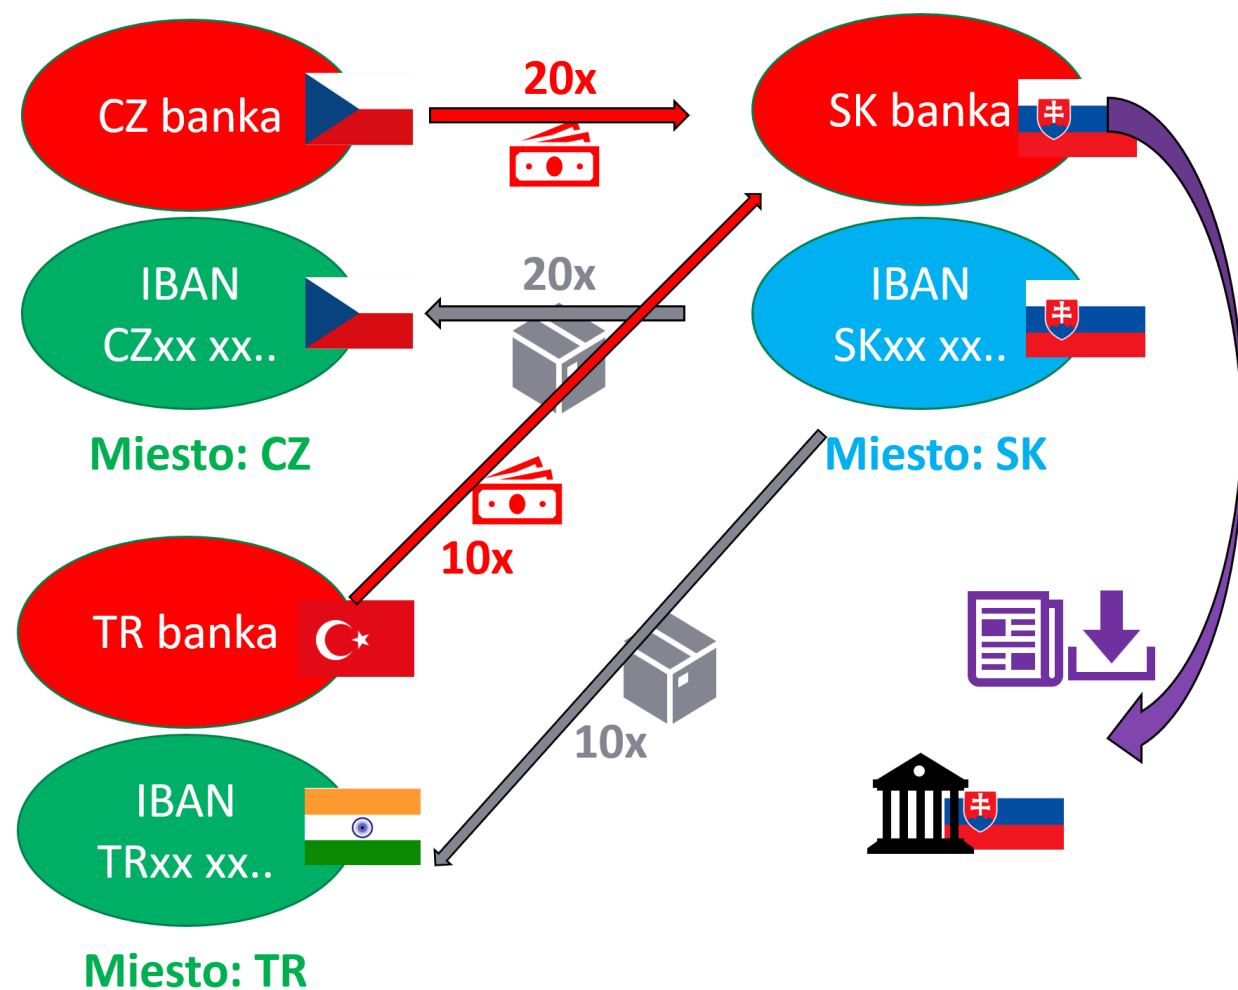 CZ banka
20x
SK banka
IBAN
CZxx xx..
20x
IBAN
SKxx xx..
Miesto: CZ
Miesto: SK
10x
TR banka
10x
IBAN
TRxx xx..
Miesto: TR